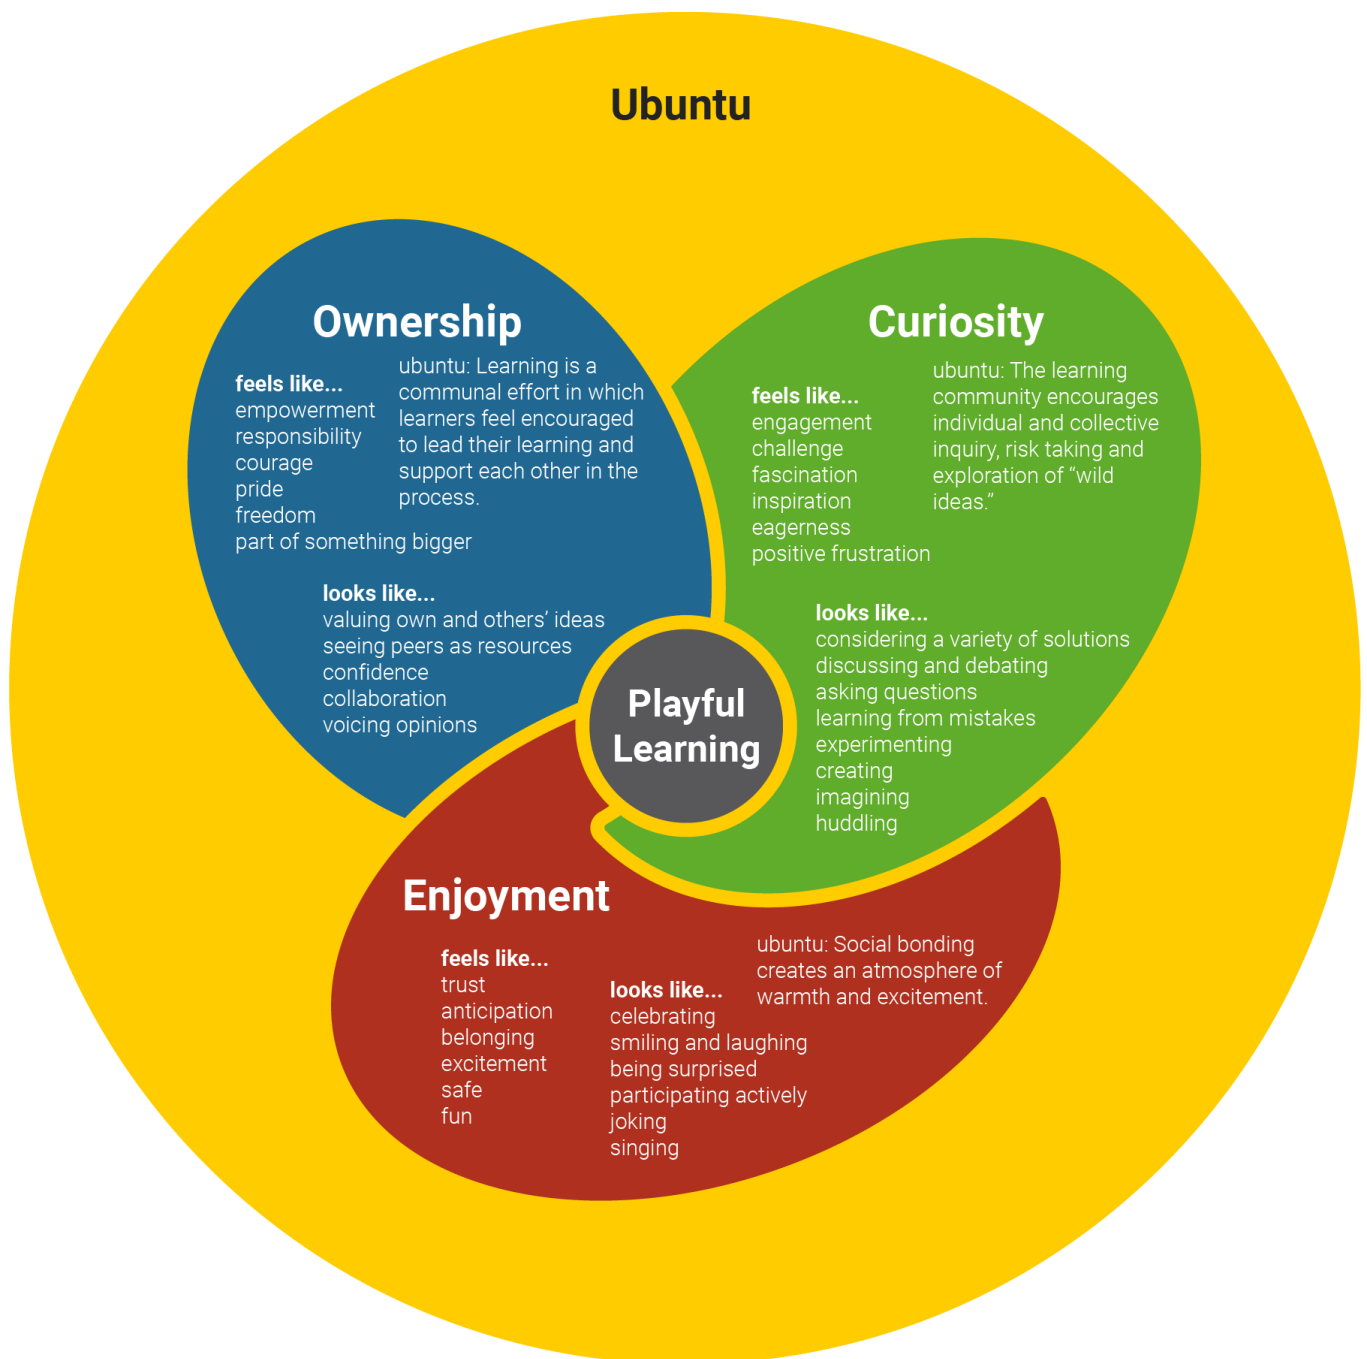 Ubuntu
Ownership
feels like...
empowerment
responsibility
courage
pride
freedom
part of something bigger
ubuntu: Learning is a
communal effort in which
learners feel encouraged
to lead their learning and
support each other in the
process.
looks like...
valuing own and others’ ideas
seeing peers as resources
confidence
collaboration
voicing opinions
Curiosity
feels like...
engagement
challenge
fascination
inspiration
eagerness
positive frustration
ubuntu: The learning
community encourages
individual and collective
inquiry, risk taking and
exploration of “wild
ideas.”
looks like...
considering a variety of solutions
discussing and debating
asking questions
learning from mistakes
experimenting
creating
imagining
huddling
Playful
Learning
Enjoyment
feels like...
trust
anticipation
belonging
excitement
safe
fun
looks like...
celebrating
smiling and laughing
being surprised
participating actively
joking
singing
ubuntu: Social bonding
creates an atmosphere of
warmth and excitement.